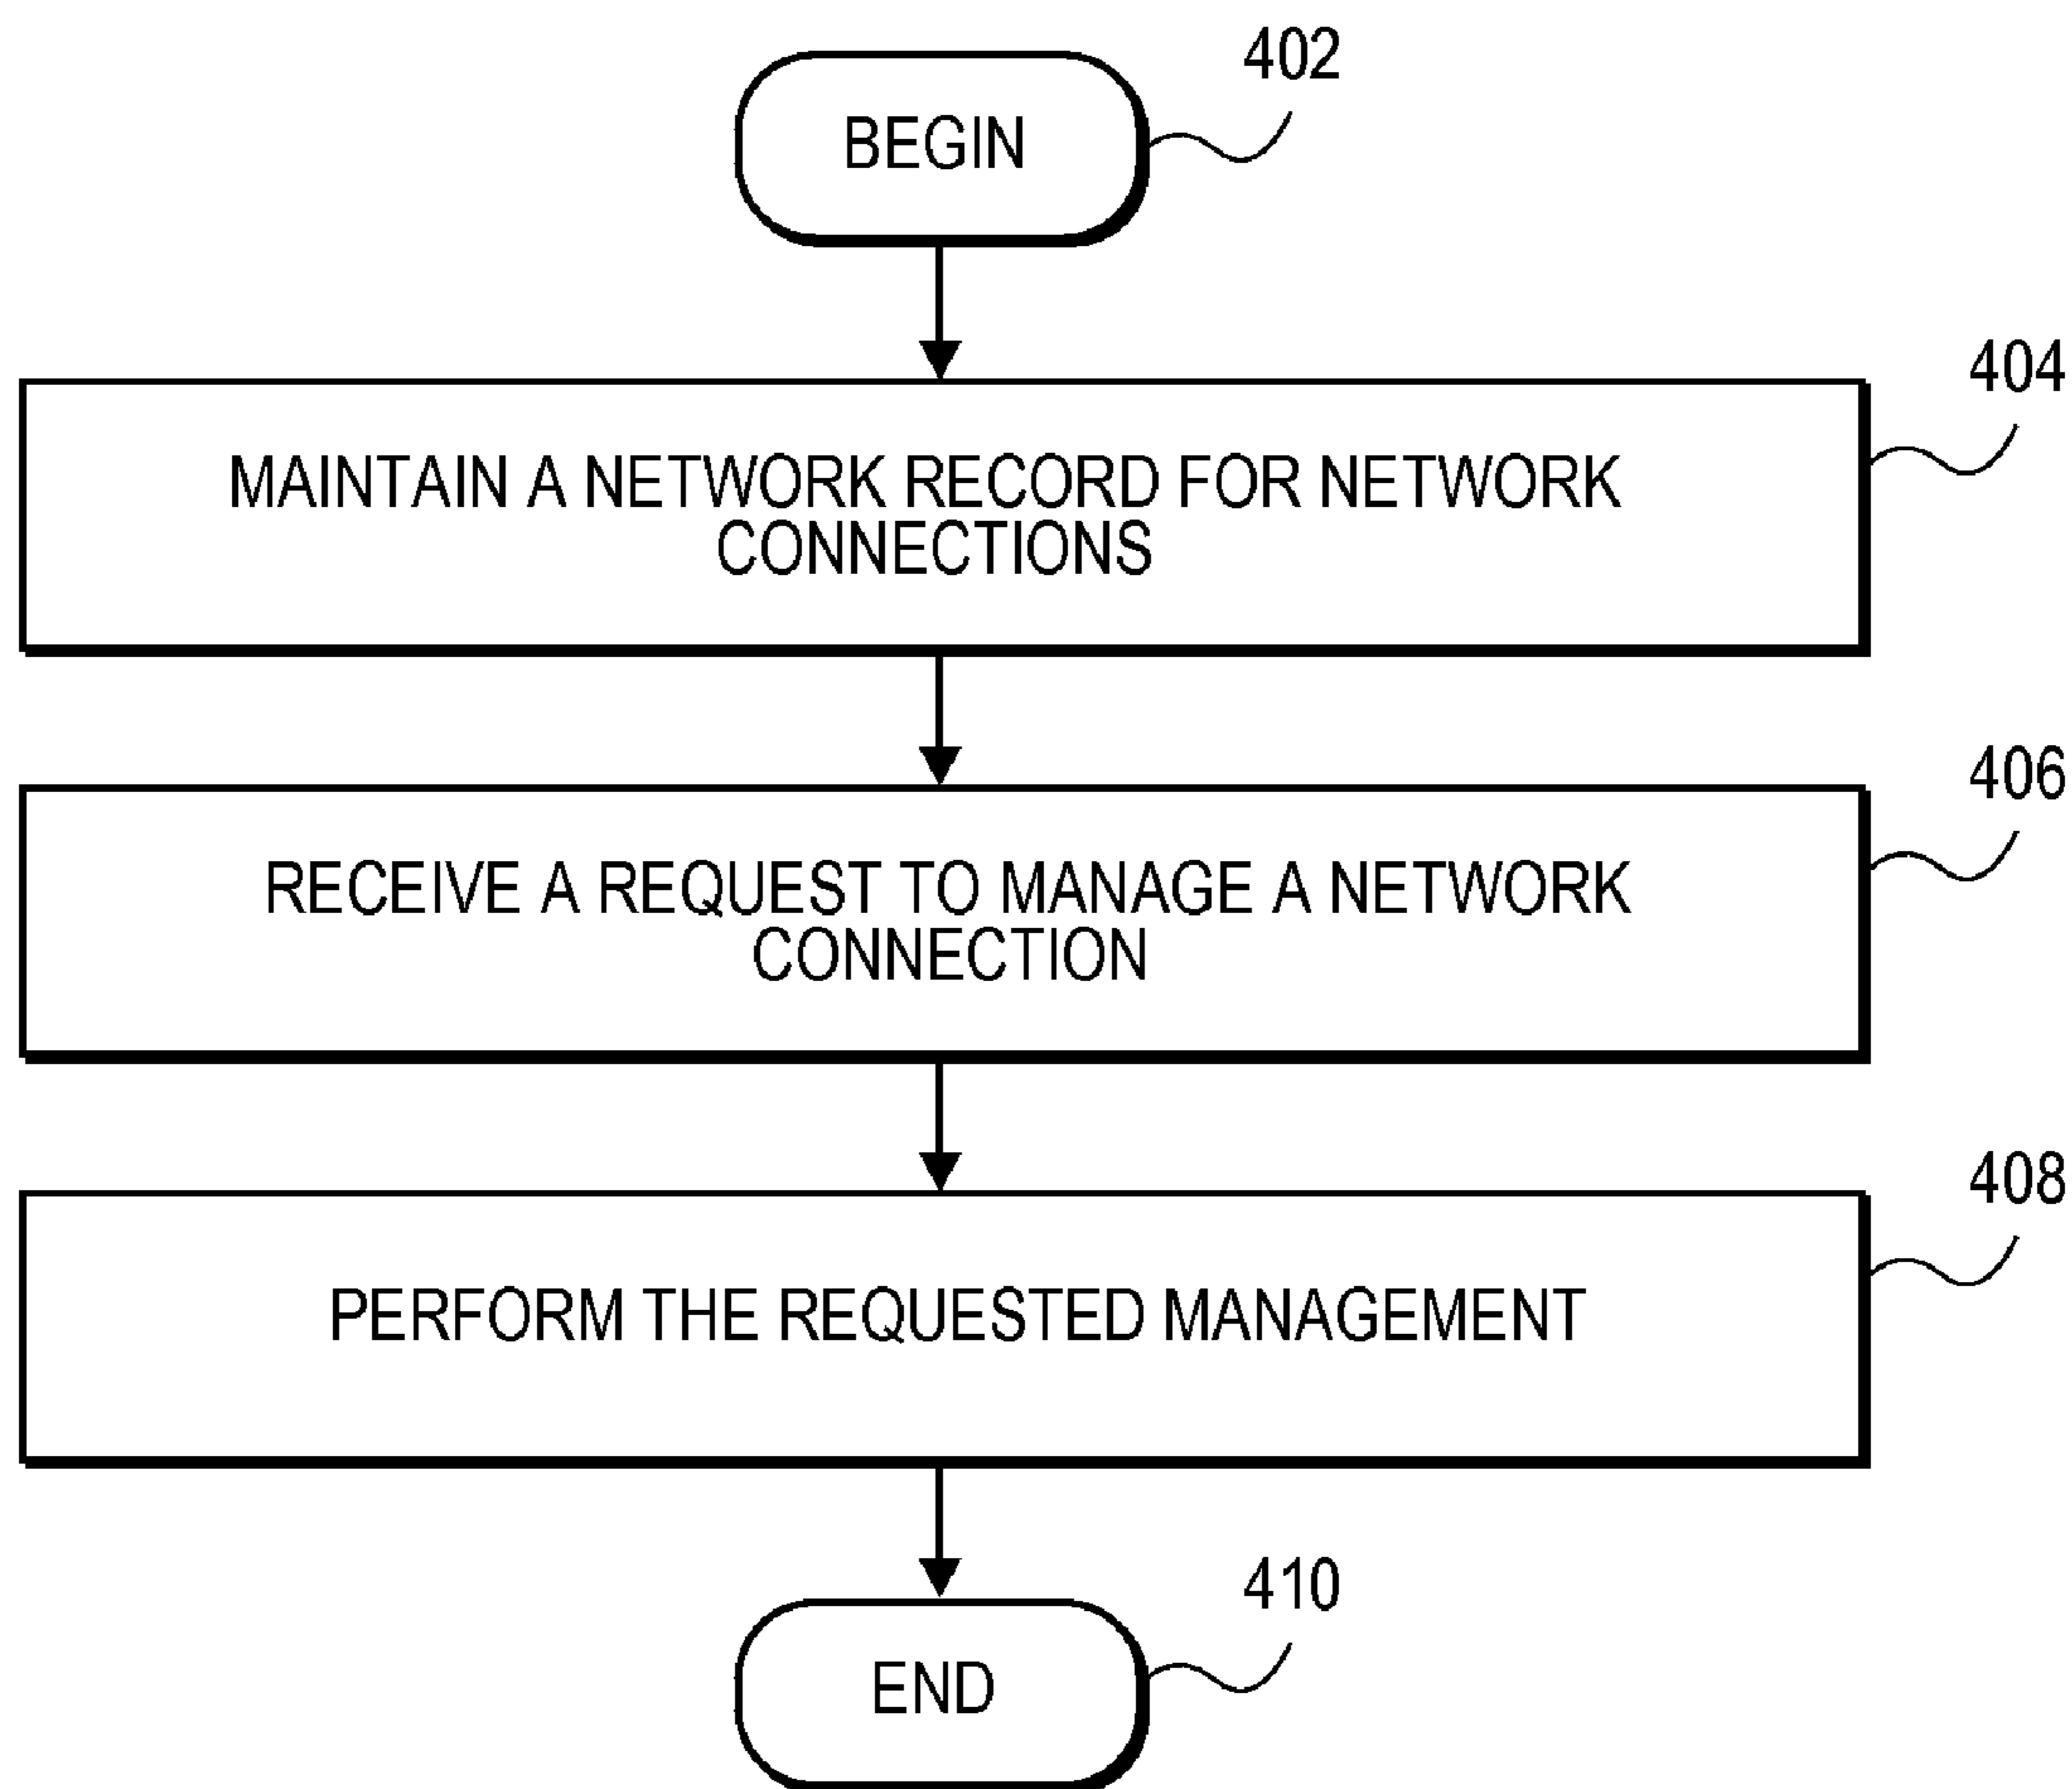 402
BEGIN
404
MAINTAIN A NETWORK RECORD FOR NETWORK
CONNECTIONS
406
RECEIVE A REQUEST TO MANAGE A NETWORK
CONNECTION
408
PERFORM THE REQUESTED MANAGEMENT
410
END